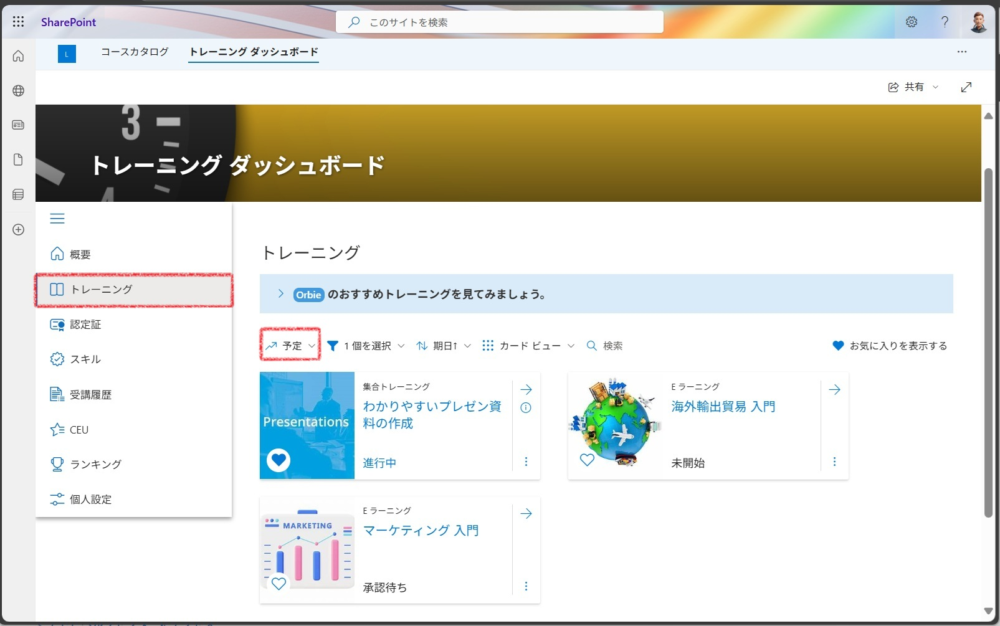 SharePoint
このサイトを検索
L
コースカタログ
トレーニング ダッシュボード
共有
3
4
トレーニング ダッシュボード
概要
トレーニング
認定証
スキル
受講履歴
CEU
ランキング
個人設定
トレーニング
Orbie のおすすめトレーニングを見てみましょう。
予定
1 個を選択
期日↑
カード ビュー
検索
お気に入りを表示する
Presentations
集合トレーニング
わかりやすいプレゼン資
料の作成
進行中
E ラーニング
海外輸出貿易 入門
未開始
MARKETING
E ラーニング
マーケティング 入門
承認待ち